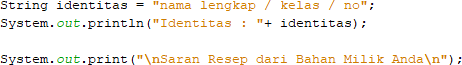 String identitas = "nama lengkap / kelas / no";
System.out.println("Identitas : "+ identitas);
System.out.print("\nSaran Resep dari Bahan Milik Anda\n");